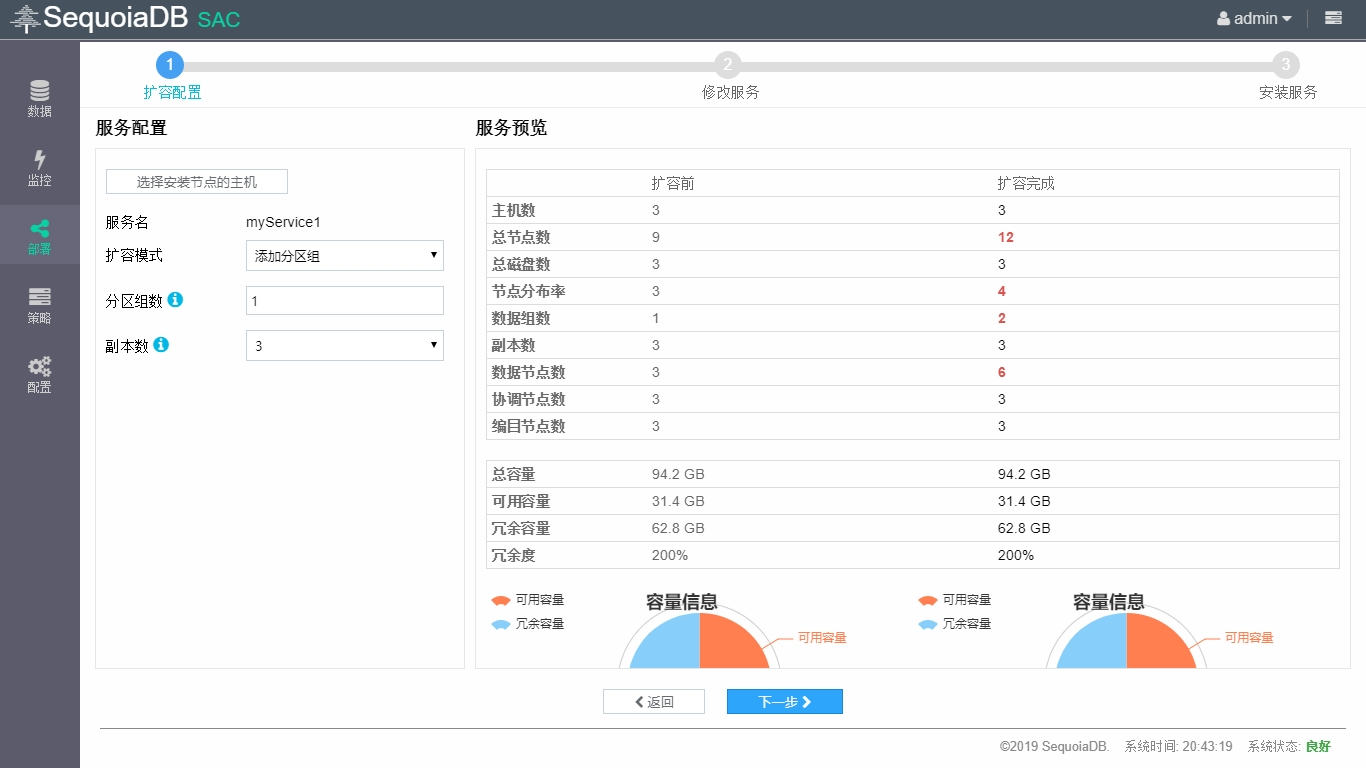 SequoiaDB SAC
admin
1 2 3
扩容配置 修改服务 安装服务
数据
监控
部署
策略
配置
服务配置
选择安装节点的主机
服务名 myService1
扩容模式 添加分区组
分区组数 1
副本数 3
服务预览
扩容前 扩容完成
主机数 3 3
总节点数 9 12
总磁盘数 3 3
节点分布率 3 4
数据组数 1 2
副本数 3 3
数据节点数 3 6
协调节点数 3 3
编目节点数 3 3
总容量 94.2 GB 94.2 GB
可用容量 31.4 GB 31.4 GB
冗余容量 62.8 GB 62.8 GB
冗余度 200% 200%
可用容量
冗余容量
容量信息
可用容量
可用容量
冗余容量
容量信息
可用容量
返回 下一步
©2019 SequoiaDB. 系统时间: 20:43:19 系统状态: 良好